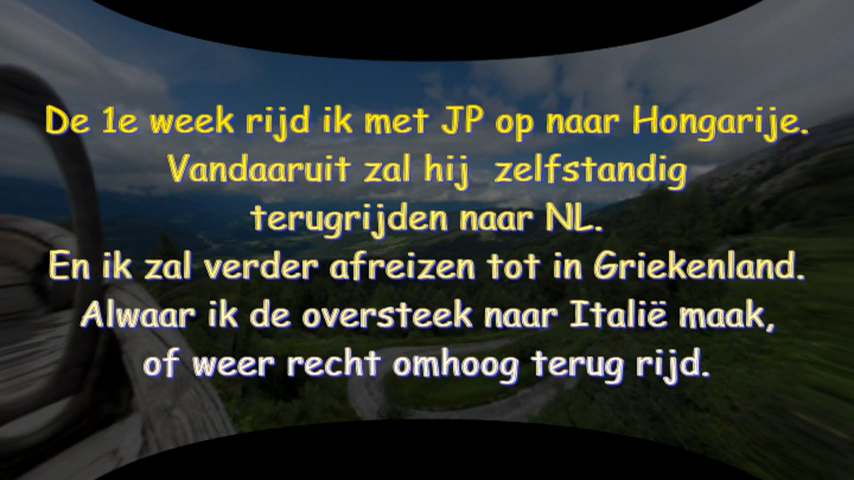 De 1e week rijd ik met JP op naar Hongarije.
Vandaaruit zal hij zelfstandig
terugrijden naar NL.
En ik zal verder afreizen tot in Griekenland.
Alwaar ik de oversteek naar Italië maak,
of weer recht omhoog terug rijd.